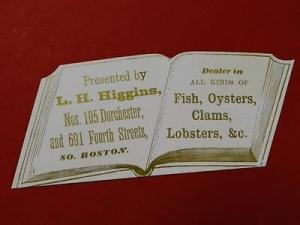 Presented by
L. H. Higgins,
Nos. 105 Dorchester,
and 691 Fourth Streets,
SO. BOSTON.
Dealer in
ALL KINDS OF
Fish, Oysters,
Clams,
Lobsters, &c.